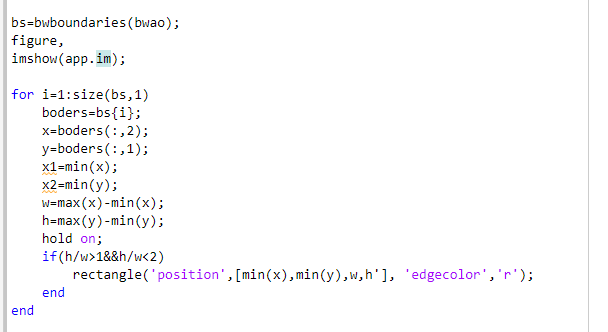 bs=bwboundaries(bwao);
figure,
imshow(app.im);
for i=1:size(bs,1)
boders=bs{i};
x=boders(:,2);
y=boders(:,1);
x1=min(x);
x2=min(y);
w=max(x)-min(x);
h=max(y)-min(y);
hold on;
if(h/w>1&&h/w<2)
rectangle('position',[min(x),min(y),w,h'], 'edgecolor','r');
end
end